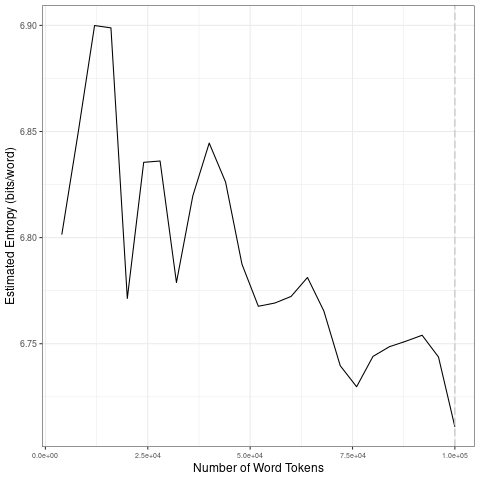 6.90
6.85
6.80
6.75
Estimated Entropy (bits/word)
0.0e+00 2.5e+04 5.0e+04 7.5e+04 1.0e+05
Number of Word Tokens